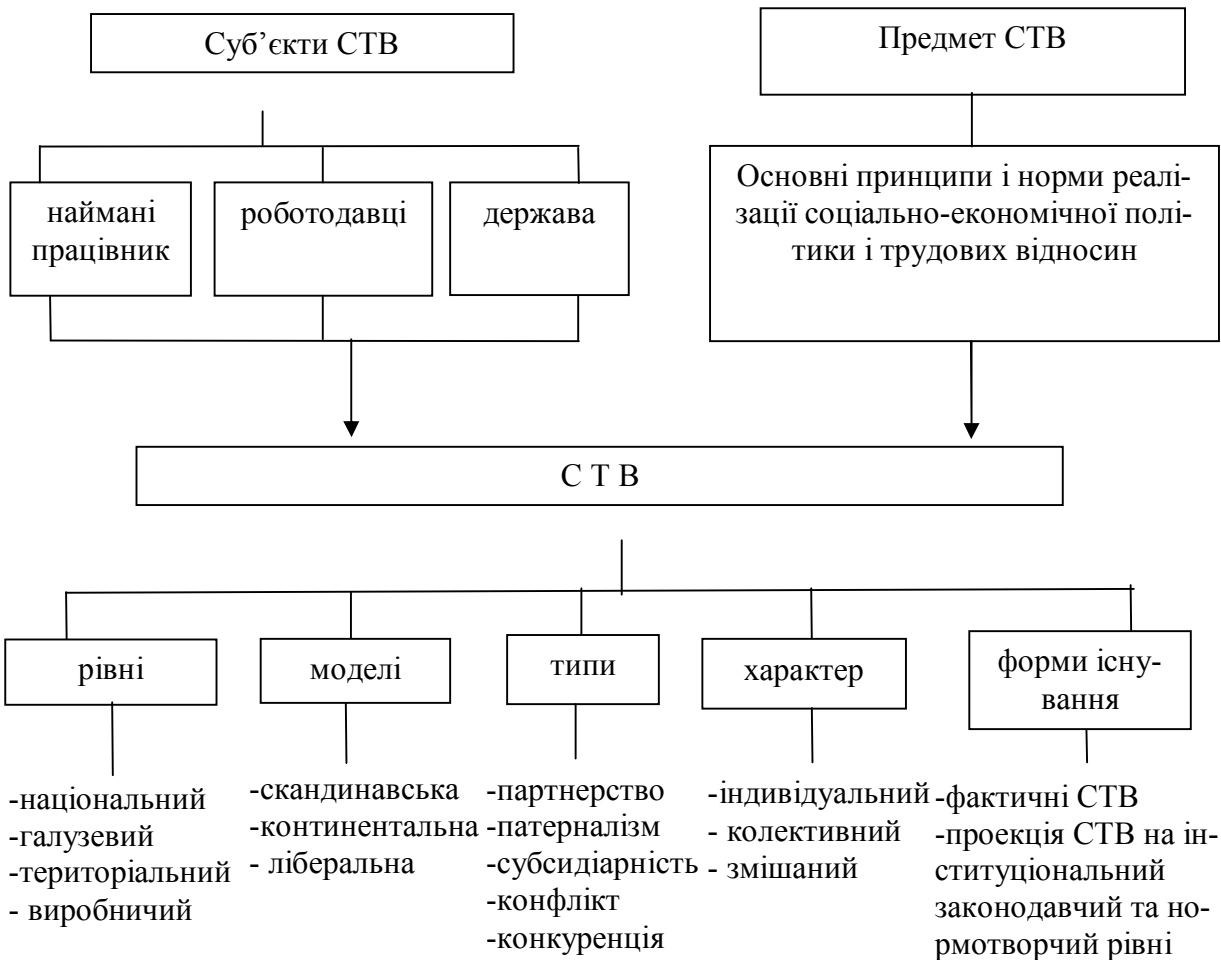 Суб’єкти СТВ
Предмет СТВ
наймані
працівник
роботодавці
держава
Основні принципи і норми реалі-
зації соціально-економічної полі-
тики і трудових відносин
С Т В
рівні
моделі
типи
характер
форми існу-
вання
-національний
-галузевий
-територіальний
- виробничий
-скандинавська
-континентальна
- ліберальна
-партнерство
-патерналізм
-субсидіарність
-конфлікт
-конкуренція
-індивідуальний
- колективний
- змішаний
-фактичні СТВ
-проекція СТВ на ін-
ституціональний
законодавчий та но-
рмотворчий рівні